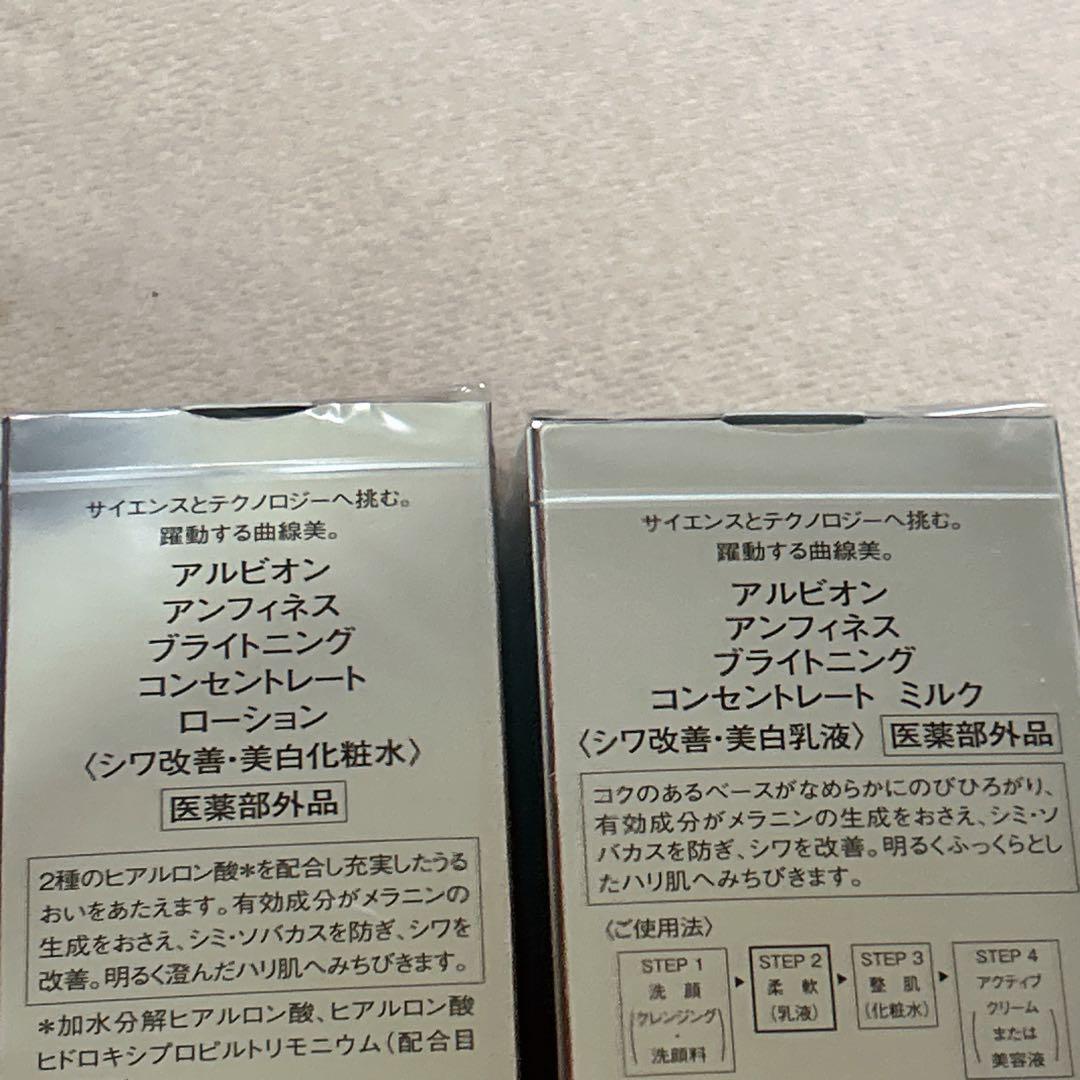 サイエンスとテクノロジーへ挑む。
躍動する曲線美。
アルビオン
アンフィネス
ブライトニング
コンセントレート
ローション
〈シワ改善・美白化粧水〉
医薬部外品
2種のヒアルロン酸*を配合し充実したうる
おいをあたえます。有効成分がメラニンの
生成をおさえ、シミ・ソバカスを防ぎ、シワを
改善。明るく澄んだハリ肌へみちびきます。
*加水分解ヒアルロン酸、ヒアルロン酸
ヒドロキシプロピルトリモニウム(配合目
サイエンスとテクノロジーへ挑む。
躍動する曲線美。
アルビオン
アンフィネス
ブライトニング
コンセントレート ミルク
〈シワ改善・美白乳液〉 医薬部外品
コクのあるベースがなめらかにのびひろがり、
有効成分がメラニンの生成をおさえ、シミ・ソ
バカスを防ぎ、シワを改善。明るくふっくらとし
たハリ肌へみちびきます。
〈ご使用法〉
STEP 1
洗 顔
(クレンジング
・
洗顔料)
STEP 2
柔 軟
(乳液)
STEP 3
整 肌
(化粧水)
STEP 4
アクティブ
(クリーム
または
美容液)